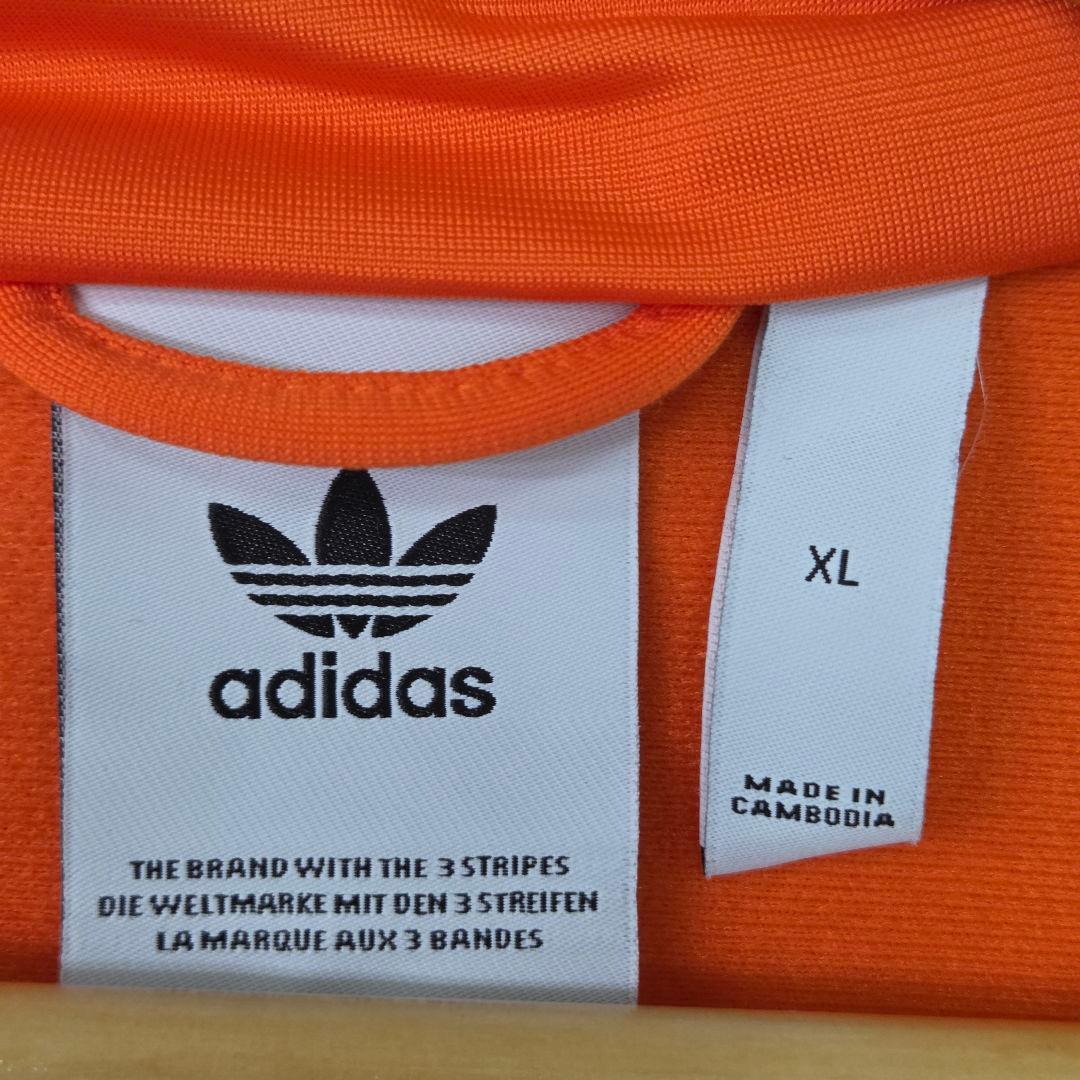 adidas
THE BRAND WITH THE 3 STRIPES
DIE WELTMARKE MIT DEN 3 STREIFEN
LA MARQUE AUX 3 BANDES
XL
MADE IN
CAMBODIA